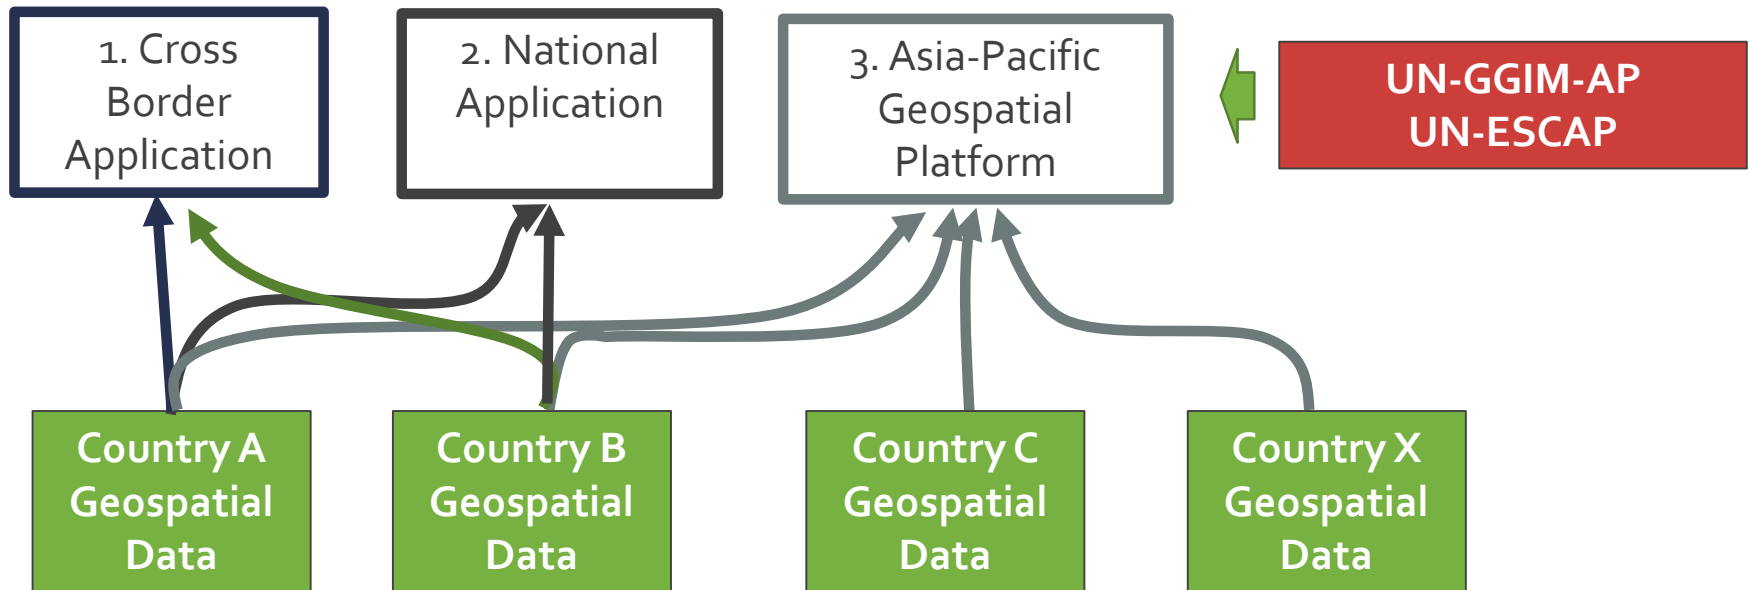 1. Cross
Border
Application
2. National
Application
3. Asia-Pacific
Geospatial
Platform
UN-GGIM-AP
UN-ESCAP
Country A
Geospatial
Data
Country B
Geospatial
Data
Country C
Geospatial
Data
Country X
Geospatial
Data